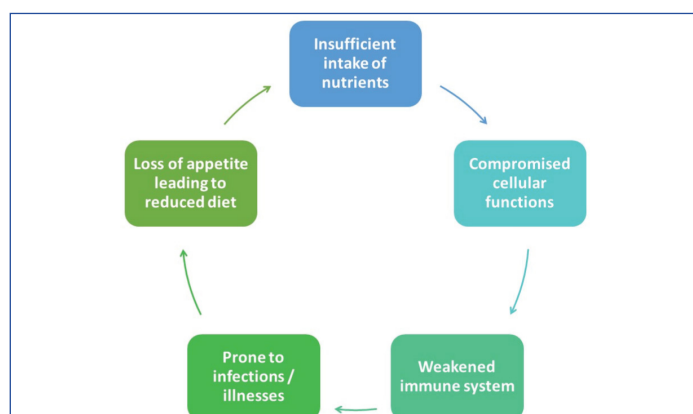 Insufficient
intake of
nutrients
Compromised
cellular
functions
Weakened
immune system
Prone to
infections /
illnesses
Loss of appetite
leading to
reduced diet